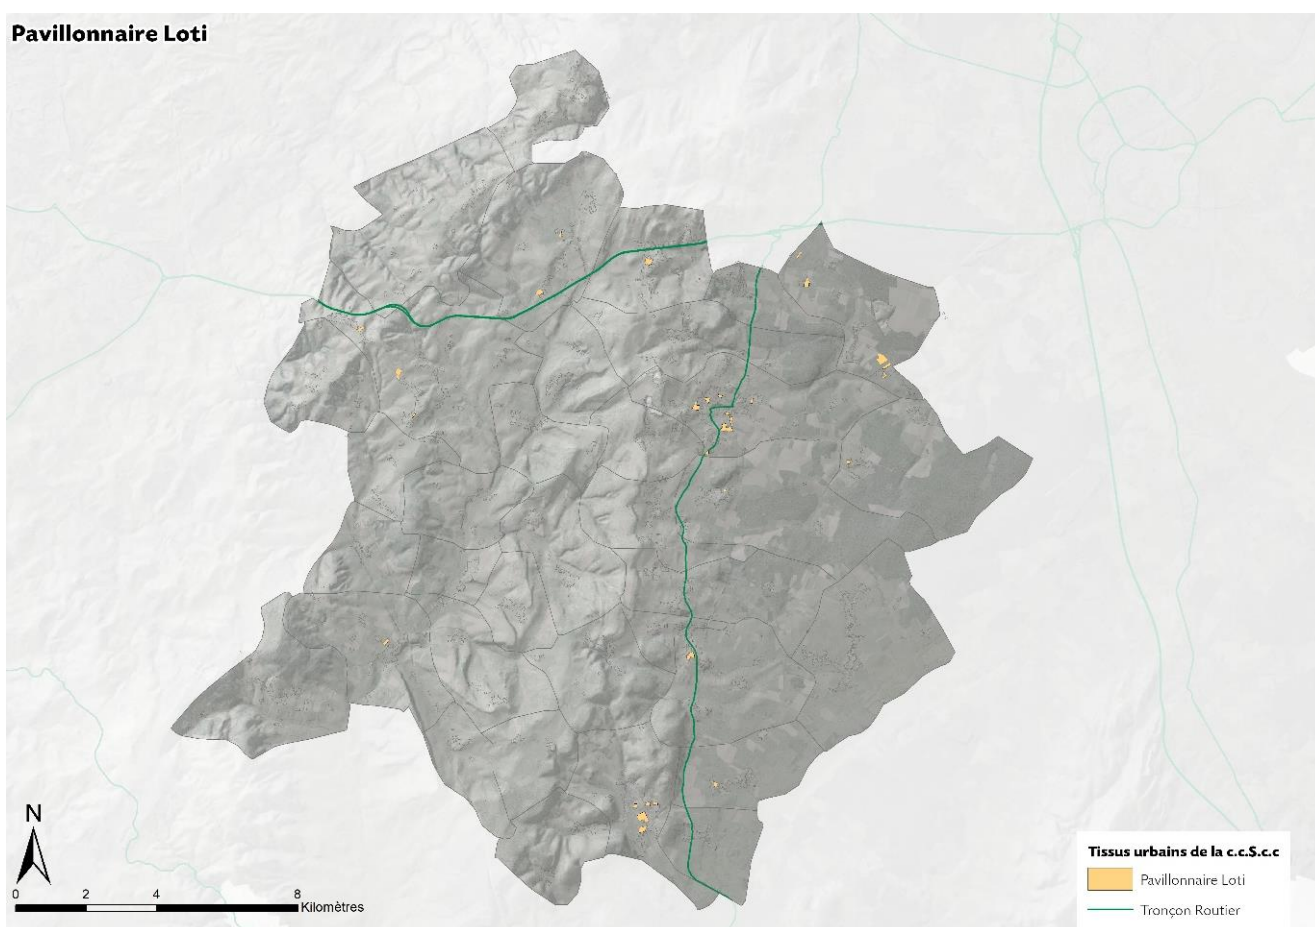 Pavillonnaire Loti
N
0 2 4 8
Kilomètres
Tissus urbains de la c.c.S.c.c
Pavillonnaire Loti
Tronçon Routier